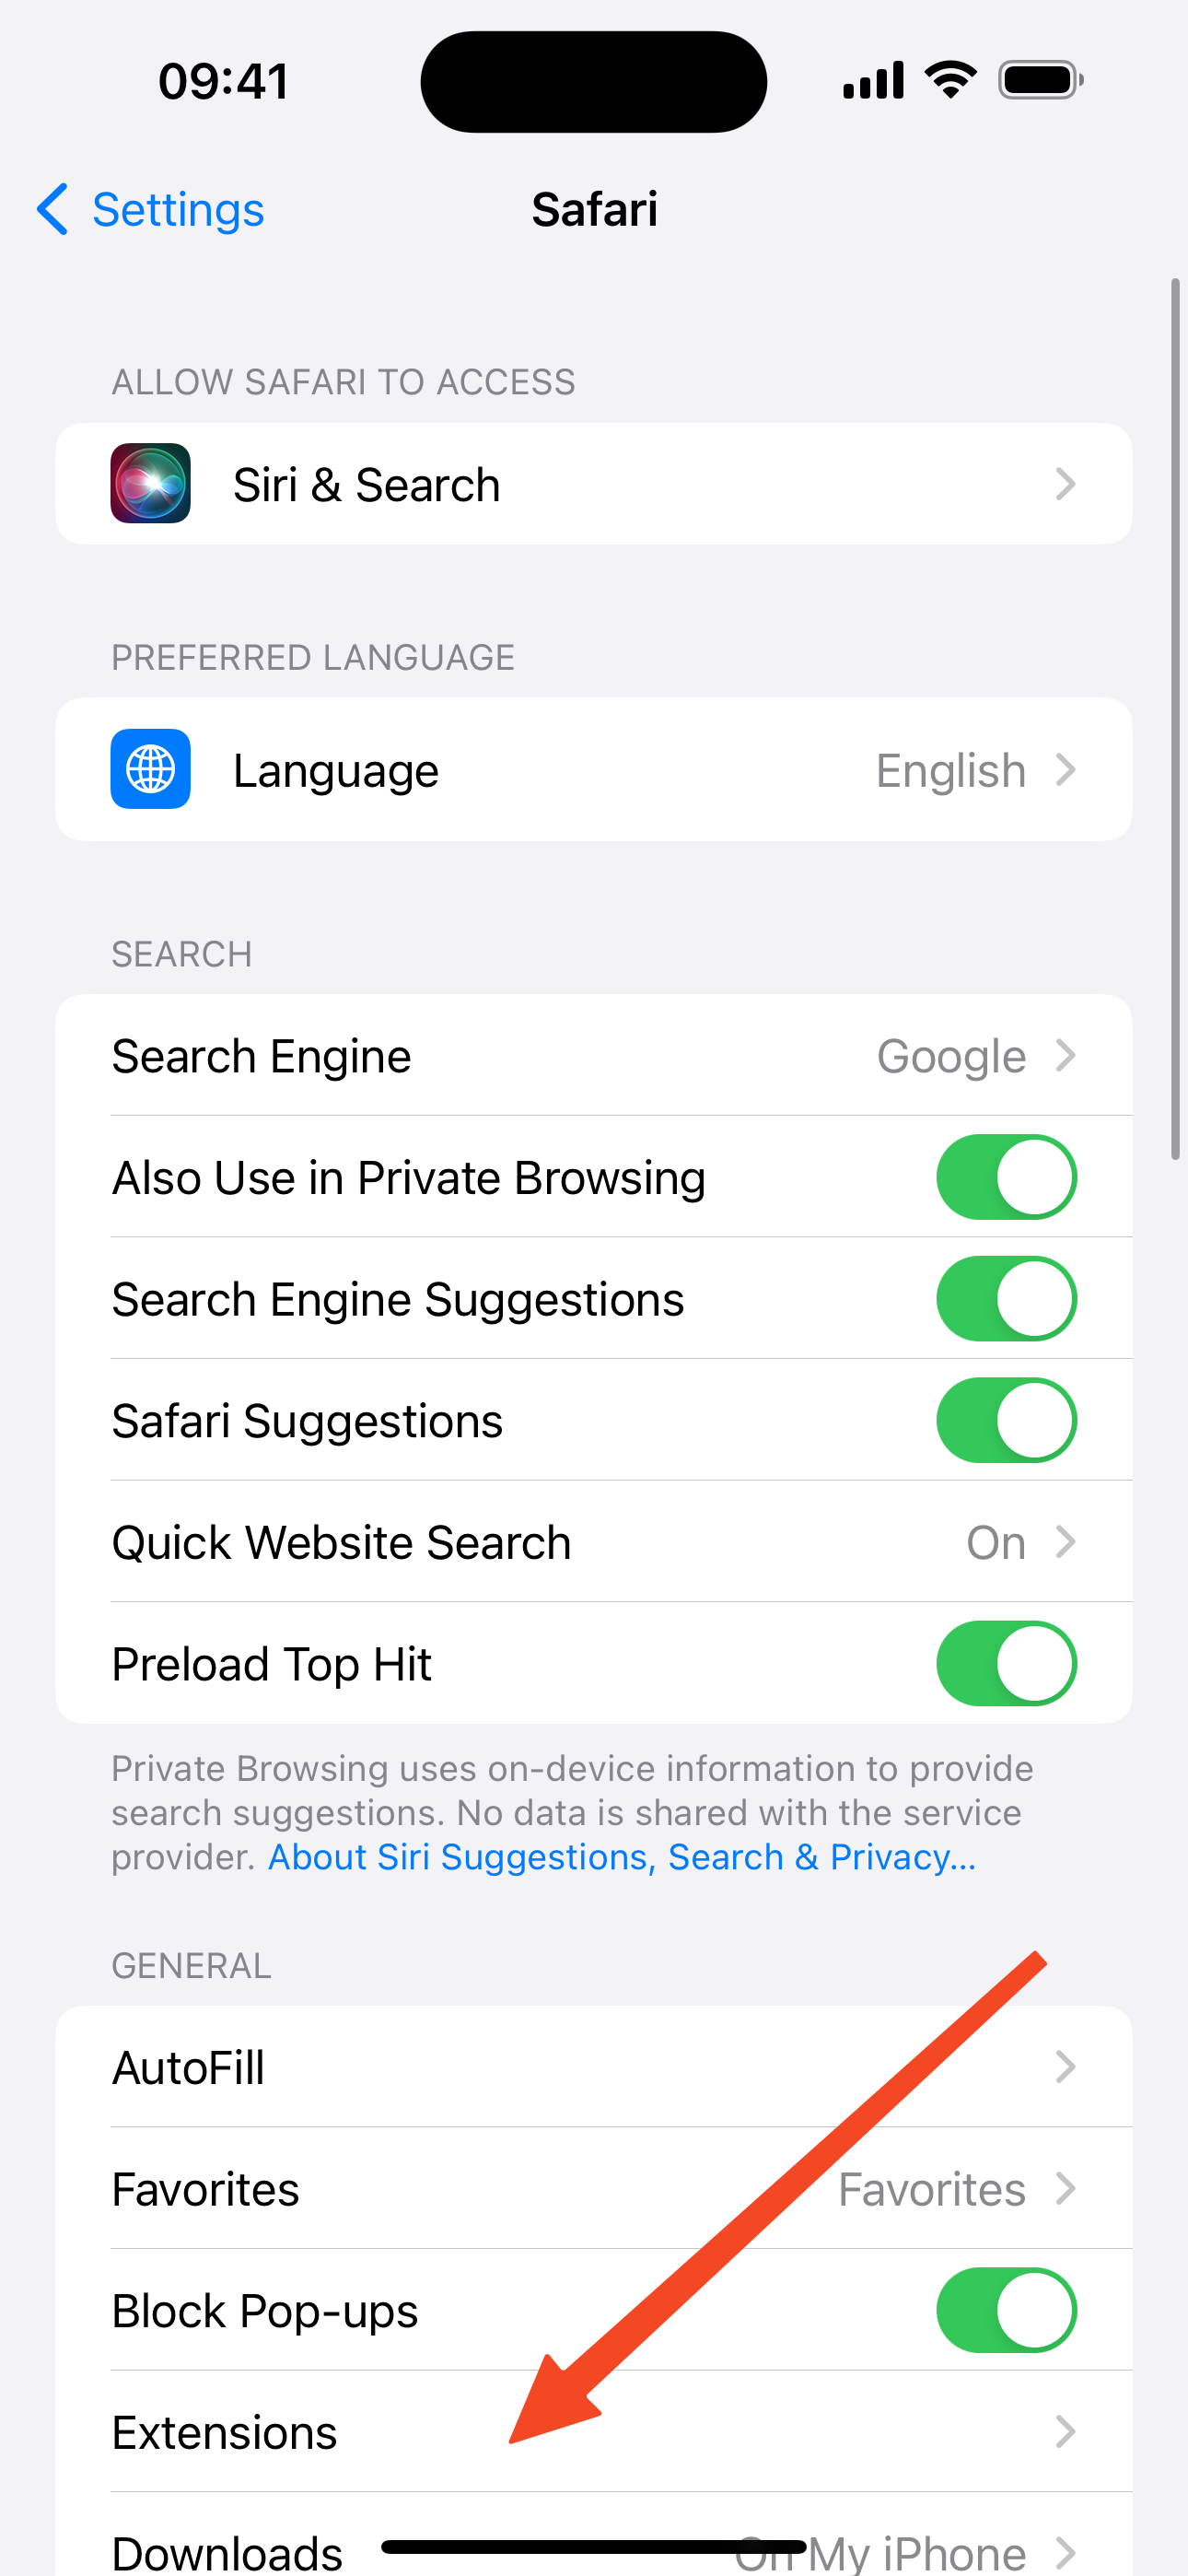 09:41
Settings
Safari
ALLOW SAFARI TO ACCESS
Siri & Search
PREFERRED LANGUAGE
Language English
SEARCH
Search Engine Google
Also Use in Private Browsing
Search Engine Suggestions
Safari Suggestions
Quick Website Search On
Preload Top Hit
Private Browsing uses on-device information to provide
search suggestions. No data is shared with the service
provider. About Siri Suggestions, Search & Privacy...
GENERAL
AutoFill
Favorites Favorites
Block Pop-ups
Extensions
Downloads On My iPhone